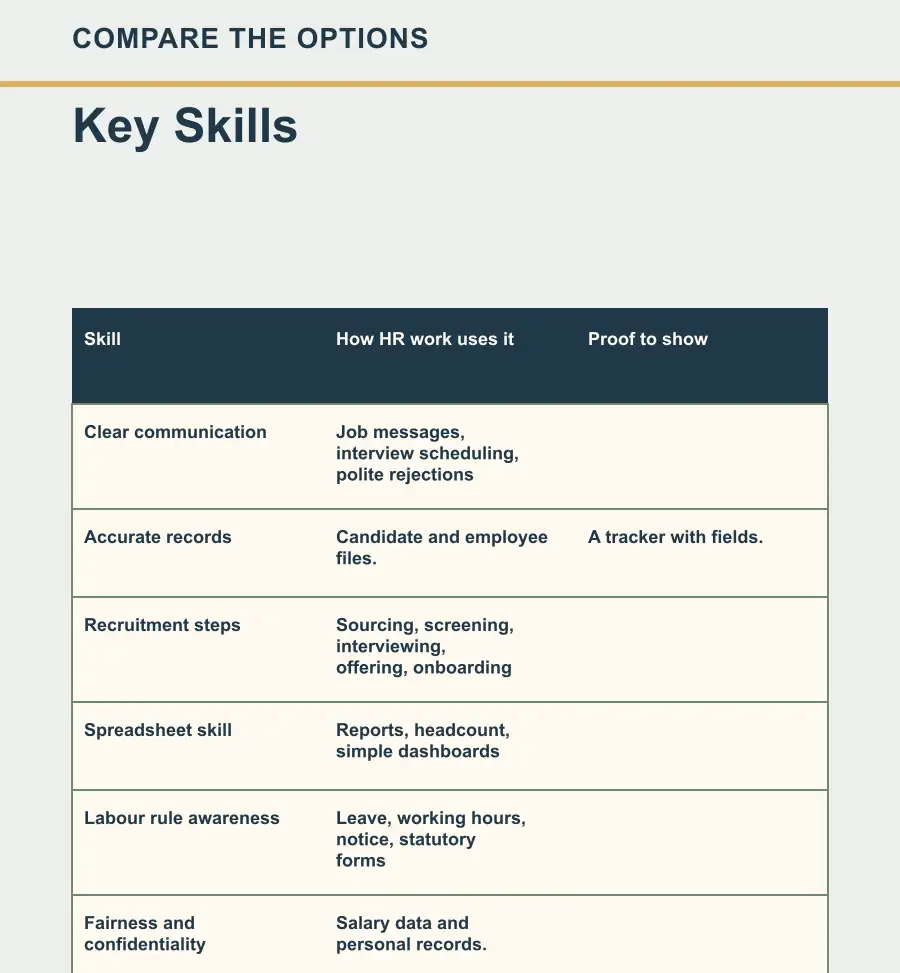 COMPARE THE OPTIONS
Key Skills
Skill
How HR work uses it
Proof to show
Clear communication
Job messages,
interview scheduling,
polite rejections
Accurate records
Candidate and employee
files.
A tracker with fields.
Recruitment steps
Sourcing, screening,
interviewing,
offering, onboarding
Spreadsheet skill
Reports, headcount,
simple dashboards
Labour rule awareness
Leave, working hours,
notice, statutory
forms
Fairness and
confidentiality
Salary data and
personal records.